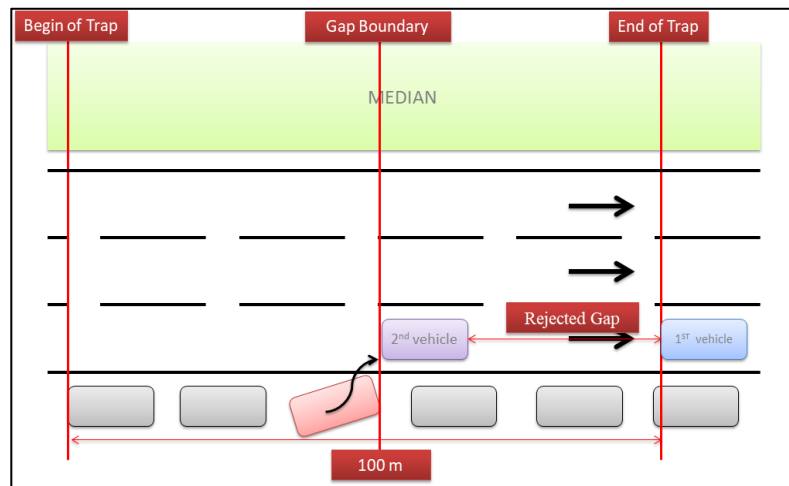 Begin of Trap
Gap Boundary
End of Trap
MEDIAN
Rejected Gap
2nd vehicle
1ST vehicle
100 m